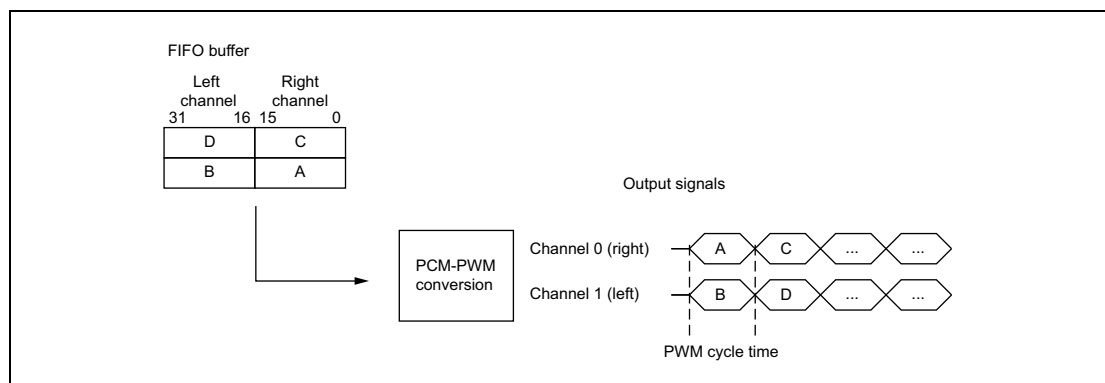 FIFO buffer
Left channel
Right channel
31 16 15 0
D C
B A
Output signals
PCM-PWM conversion
Channel 0 (right) A C ... ...
Channel 1 (left) B D ... ...
PWM cycle time